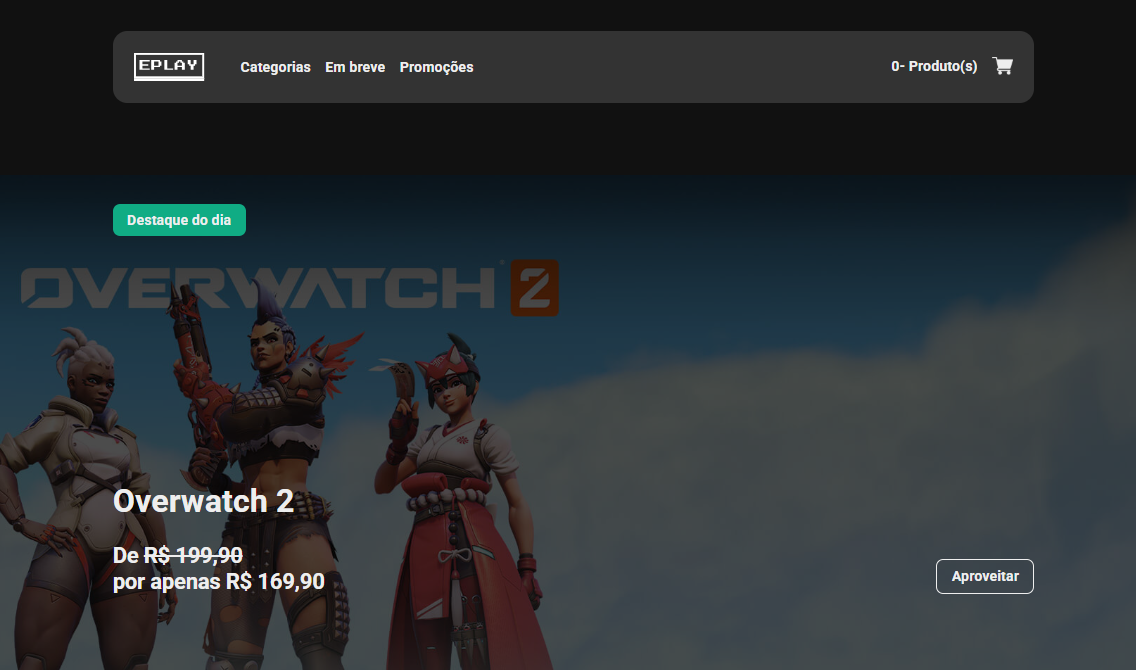 EPLAY
Categorias Em breve Promoções
0- Produto(s)
Destaque do dia
OVERWATCH 2
Overwatch 2
De R$ 199,90
por apenas R$ 169,90
Aproveitar